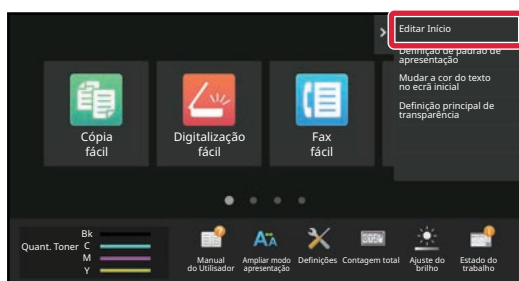 Editar Início
Definição de padrão de
apresentação
Mudar a cor do texto
no ecrã inicial
Definição principal de
transparência
Cópia
fácil
Digitalização
fácil
Fax
fácil
Quant. Toner
Bk
C
M
Y
Manual
do Utilisador
Ampliar modo
apresentação
Definições
Contagem total
Ajuste do
brilho
Estado do
trabalho